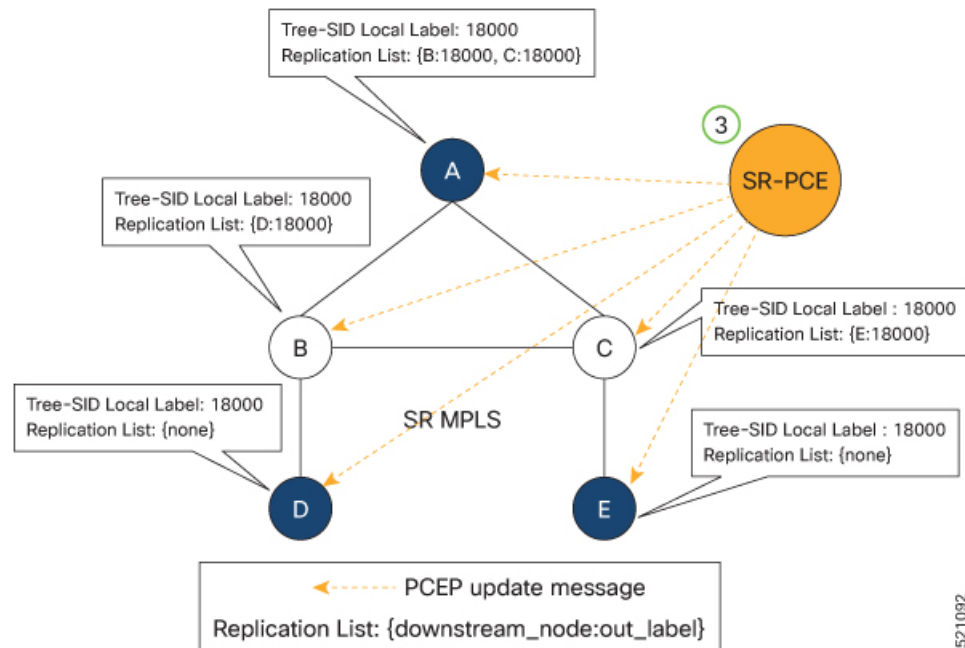 Tree-SID Local Label: 18000
Replication List: {B:18000, C:18000}
3
A
SR-PCE
Tree-SID Local Label: 18000
Replication List: {D:18000}
Tree-SID Local Label : 18000
Replication List: {E:18000}
B
C
Tree-SID Local Label: 18000
Replication List: {none}
SR MPLS
Tree-SID Local Label : 18000
Replication List: {none}
D
E
PCEP update message
Replication List: {downstream_node:out_label}
521092